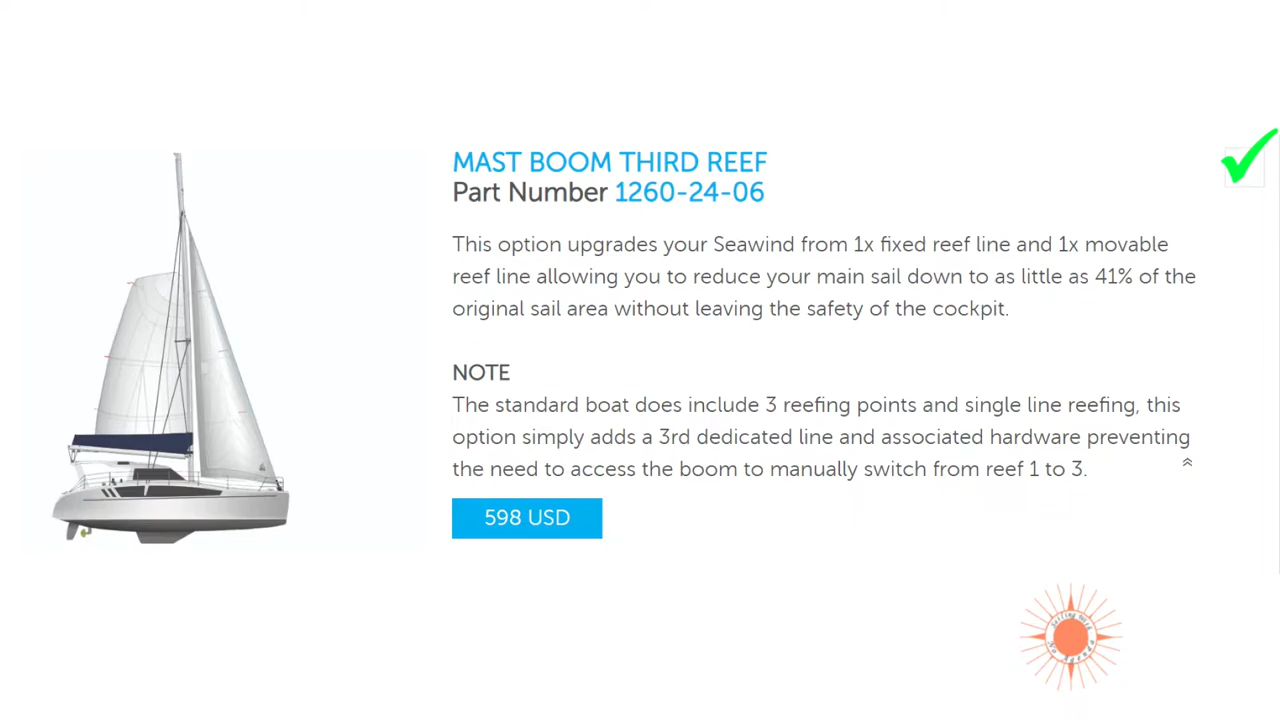 MAST BOOM THIRD REEF
Part Number 1260-24-06
This option upgrades your Seawind from 1x fixed reef line and 1x movable
reef line allowing you to reduce your main sail down to as little as 41% of the
original sail area without leaving the safety of the cockpit.
NOTE
The standard boat does include 3 reefing points and single line reefing, this
option simply adds a 3rd dedicated line and associated hardware preventing
the need to access the boom to manually switch from reef 1 to 3.
598 USD
Sailing With
No Agenda